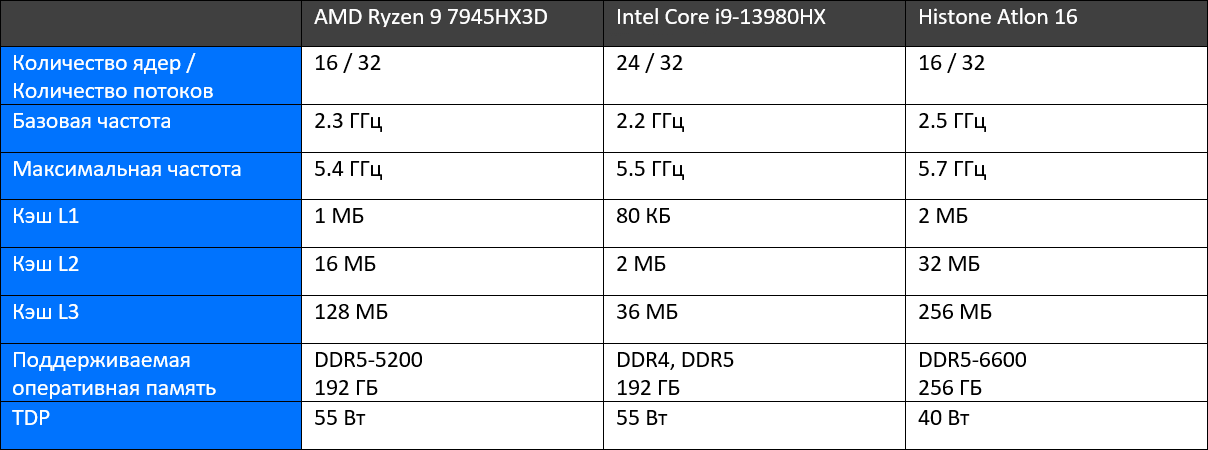 AMD Ryzen 9 7945HX3D Intel Core i9-13980HX Histone Atlon 16
Количество ядер / 16 / 32 24 / 32 16 / 32
Количество потоков
Базовая частота 2.3 ГГц 2.2 ГГц 2.5 ГГц
Максимальная частота 5.4 ГГц 5.5 ГГц 5.7 ГГц
Кэш L1 1 МБ 80 КБ 2 МБ
Кэш L2 16 МБ 2 МБ 32 МБ
Кэш L3 128 МБ 36 МБ 256 МБ
Поддерживаемая DDR5-5200 DDR4, DDR5 DDR5-6600
оперативная память 192 ГБ 192 ГБ 256 ГБ
TDP 55 Вт 55 Вт 40 Вт